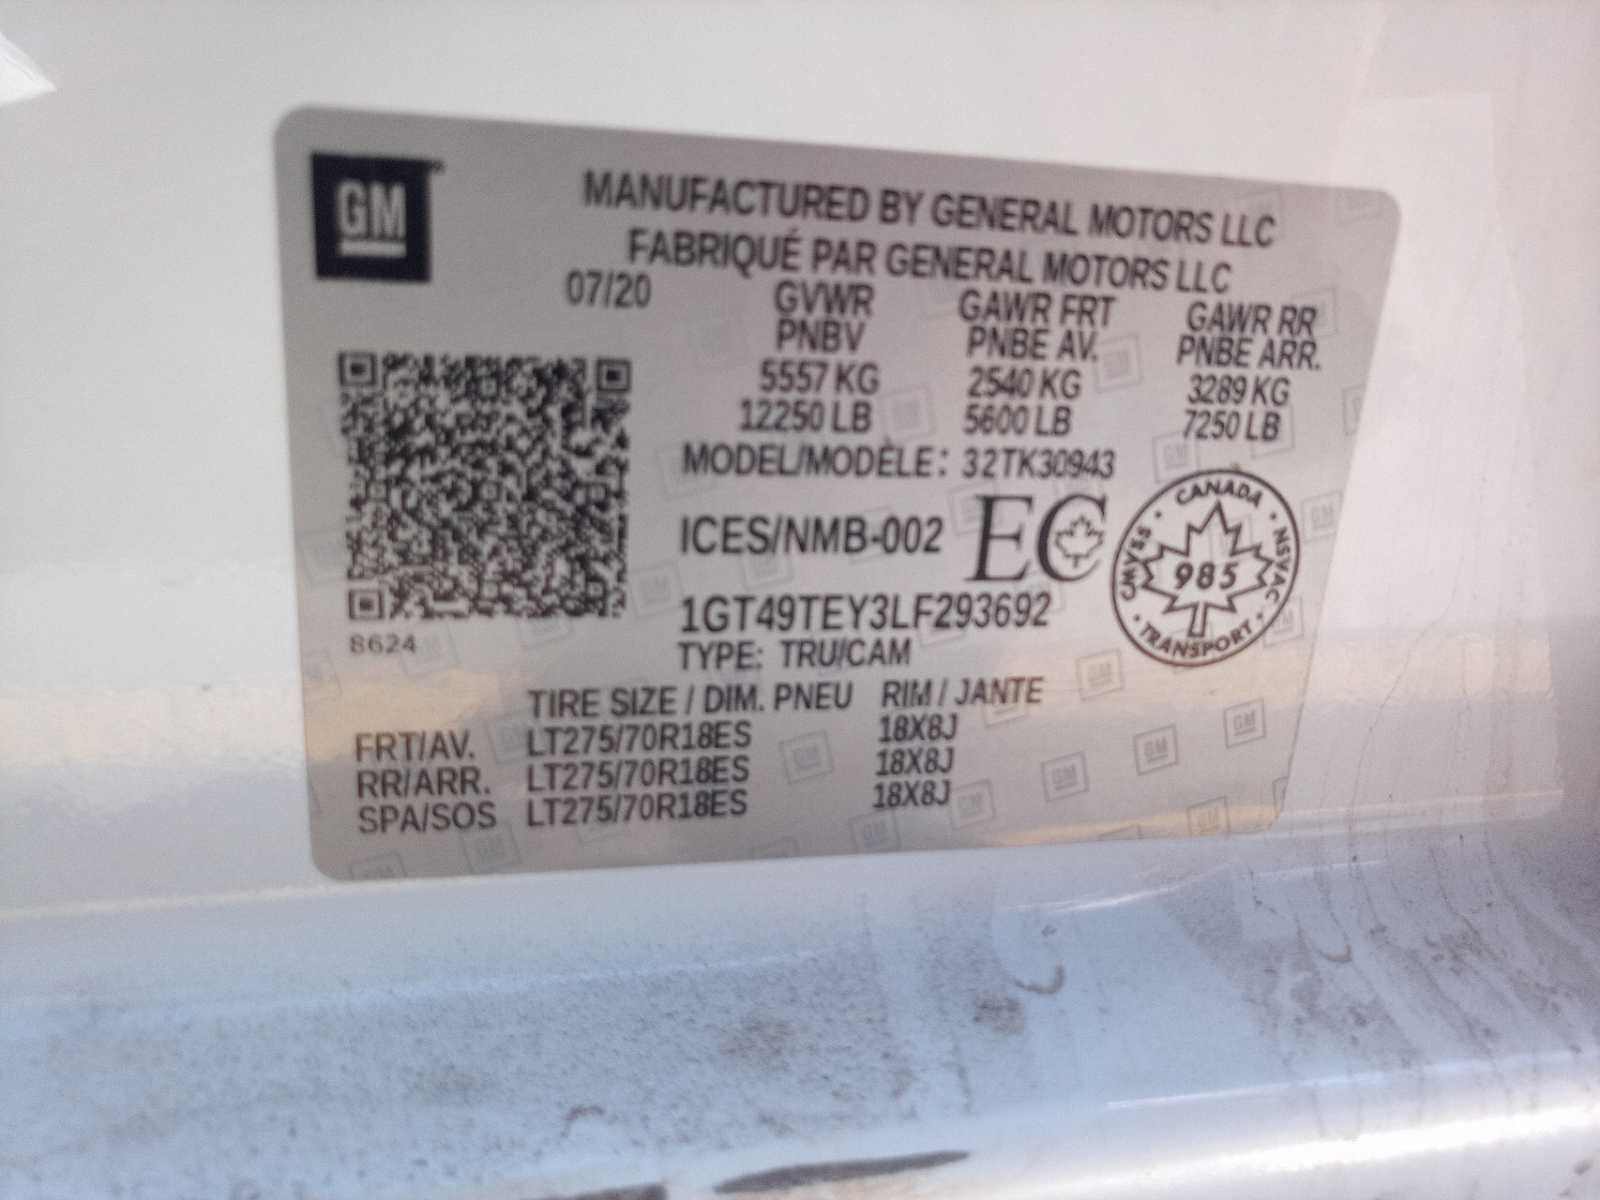 GM
MANUFACTURED BY GENERAL MOTORS LLC
FABRIQUÉ PAR GENERAL MOTORS LLC
07/20
GVWR GAWR FRT GAWR RR
PNBV PNBE AV. PNBE ARR.
5557 KG 2540 KG 3289 KG
12250 LB 5600 LB 7250 LB
MODEL/MODÈLE: 32TK30943
ICES/NMB-002 EC
CANADA
CMVSS 985 NSVAC
TRANSPORT
1GT49TEY3LF293692
8624
TYPE: TRU/CAM
TIRE SIZE / DIM. PNEU RIM / JANTE
FRT/AV. LT275/70R18ES 18X8J
RR/ARR. LT275/70R18ES 18X8J
SPA/SOS LT275/70R18ES 18X8J